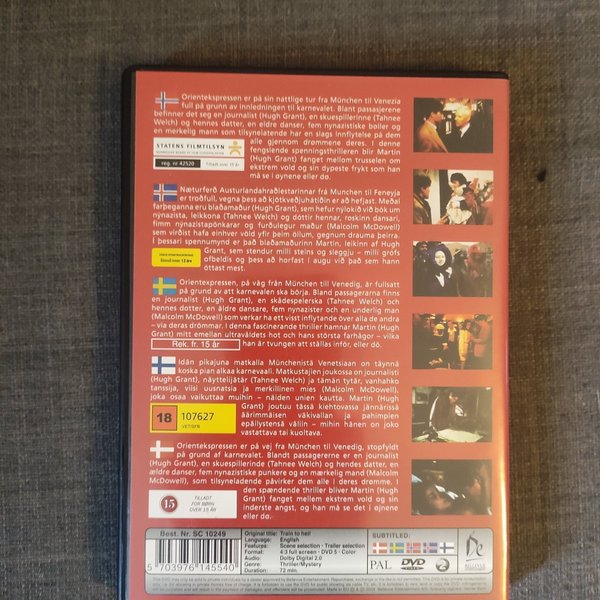 Orientekspressen er på sin nattlige tur fra München til Venezia
full på grunn av innledningen til karnevalet. Blant passasjerene
befinner det seg en journalist (Hugh Grant), en skuespillerinne (Tahnee
Welch) og hennes datter, en eldre danser, fem nynazistiske bøller og
en merkelig mann som tilsynelatende har en slags innflytelse på dem
alle gjennom drømmene deres. I denne
fengslende spenningsthrilleren blir Martin
(Hugh Grant) fanget mellom trusselen om
ekstrem vold og sin dypeste frykt som han
må se i øynene eller dø.
STATENS FILMTILSYN
reg. nr 42520
Tillatt over 15 år
Næturferð Austurlandahraðlestarinnar frá Munchen til Feneyja
er troðfull, vegna þess að kjötkveðjuhátíðin er að hefjast. Meðal
farþeganna eru blaðamaður (Hugh Grant), sem hefur nýlokið við bók um
nýnazista, leikkona (Tahnee Welch) og dóttir hennar, roskinn dansari,
fimm nýnazistapönkarar og furðulegur maður (Malcolm McDowell)
sem virðist hafa einhver völd yfir þeim öllum, gegnum drauma þeirra.
Í þessari spennumynd er það blaðamaðurinn Martin, leikinn af Hugh
Grant, sem stendur milli steins og sleggju - milli grófs
ofbeldis og þess að horfast í augu við það sem hann
óttast mest.
Orientexpressen, på väg från München till Venedig, är fullsatt
på grund av att karnevalen ska börja. Bland passagerarna finns
en journalist (Hugh Grant), en skådespelerska (Tahnee Welch) och
hennes dotter, en äldre dansare, fem nynazister och en underlig man
(Malcolm McDowell) som verkar ha ett visst inflytande över alla de andra
- via deras drömmar. I denna fascinerande thriller hamnar Martin (Hugh
Grant) mitt emellan ultravåldets hot och hans största farhågor - vilka
han är tvungen att ställas inför, eller dö.
Rek. fr. 15 år
Idän pikajuna matkalla Münchenistä Venetsiaan on täynnä
koska pian alkaa karnevaali. Matkustajien joukossa on journalisti
(Hugh Grant), näyttelijätär (Tahnee Welch) ja tämän tytär, vanhahko
tanssija, viisi uusnatsia ja merkillinen mies (Malcolm McDowell),
joka osaa vaikuttaa muihin - näiden unien kautta. Martin (Hugh
Grant) joutuu tässä kiehtovassa jännärissä
äärimmäisen väkivallan ja pahimpien
epäilystensä väliin - mihin hänen on joko
vastattava tai kuoltava.
18 107627
VET/SFN
Orientekspressen er på vej fra München til Venedig, stopfyldt
på grund af karnevalet. Blandt passagererne er en journalist
(Hugh Grant), en skuespillerinde (Tahnee Welch) og hendes datter, en
ældre danser, fem nynazistiske punkere og en mærkelig mand (Malcolm
McDowell), som tilsyneladende påvirker dem alle i deres drømme. I
den spændende thriller bliver Martin (Hugh
Grant) fanget mellem ekstrem vold og sin
inderste angst, og han må se det i øjnene
eller dø.
15
TILLADT
FOR BØRN
OVER 15 ÅR
Best. Nr. SC 10249
5 703976 145540
Original title: Train to hell
Language: English
Features: Scene selection · Trailer selection
Format: 4:3 full screen · DVD 5 · Color
Audio: Dolby Digital 2.0
Genre: Thriller/Mystery
Duration: 72 min.
SUBTITLED:
PAL DVD 2